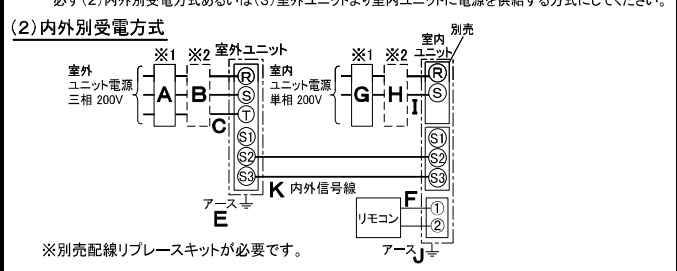 必ず(2)内外別受電方式あるいは(3)室外ユニットより室内ユニットに電源を供給する方式にしてください。
(2)内外別受電方式
※1 ※2 室外ユニット
室外
ユニット電源
三相 200V
A B C
R
S
T
S1
S2
S3
アース
E
K 内外信号線
※1 ※2 室内
ユニット
別売
室内
ユニット電源
単相 200V
G H I
R
S
S1
S2
S3
リモコン
F
①
②
アース J
※別売配線リプレースキットが必要です。